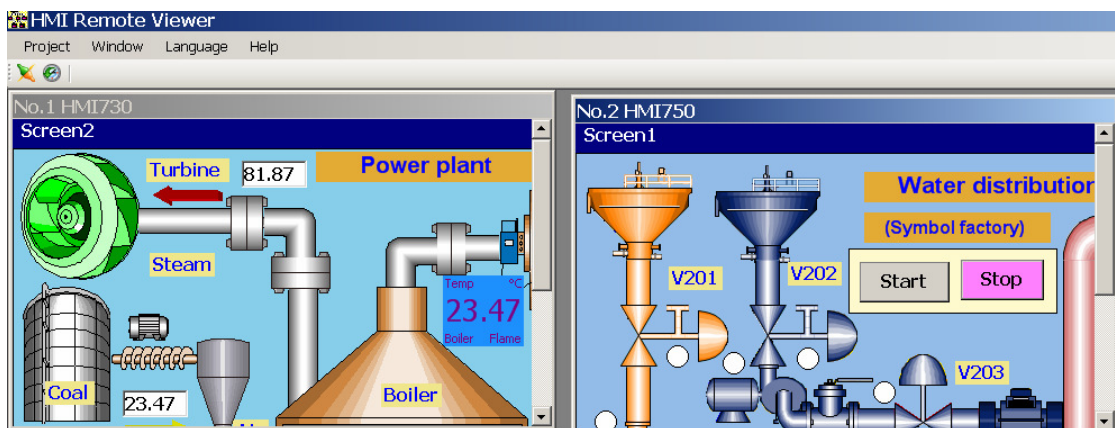 HMI Remote Viewer
Project Window Language Help
No.1 HMI730
Screen2
Turbine
81.87
Power plant
Steam
Temp °C
23.47
Boiler Flame
Coal
23.47
Boiler
No.2 HMI750
Screen1
Water distribution
(Symbol factory)
V201
V202
Start
Stop
V203